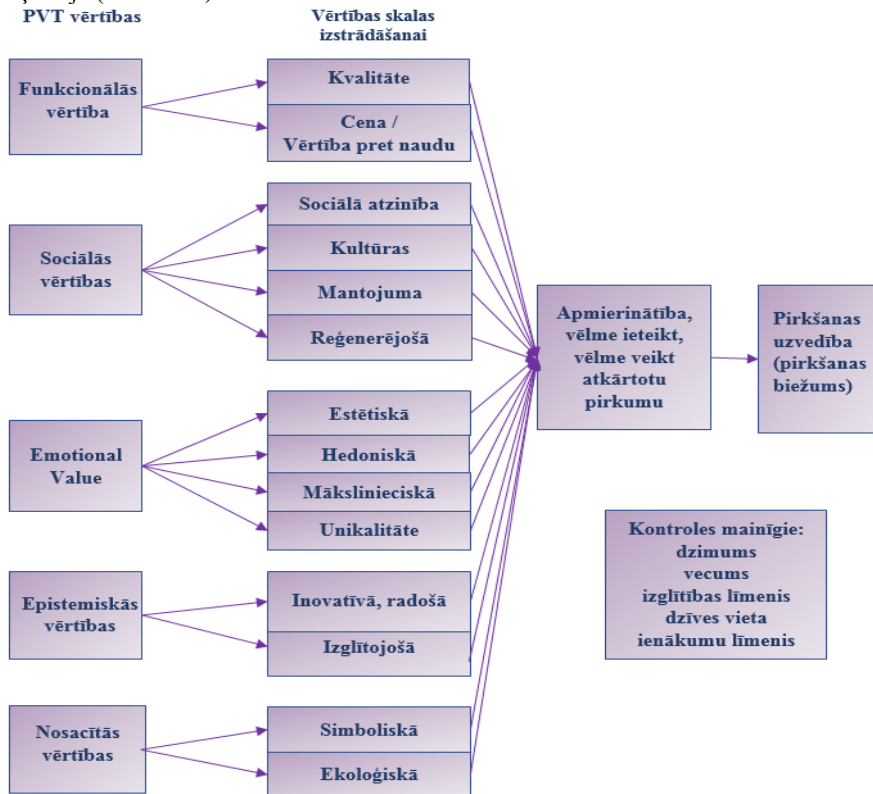 PVT vērtības
Vērtības skalas
izstrādāšanai
Funkcionālās
vērtība
Kvalitāte
Cena /
Vērtība pret naudu
Sociālās
vērtības
Sociālā atzinība
Kultūras
Mantojuma
Reģenerējošā
Apmierinātība,
vēlme ieteikt,
vēlme veikt
atkārtotu
pirkumu
Pirkšanas
uzvedība
(pirkšanas
biežums)
Emotional
Value
Estētiskā
Hedoniskā
Mākslinieciskā
Unikalitāte
Kontroles mainīgie:
dzimums
vecums
izglītības līmenis
dzīves vieta
ienākumu līmenis
Epistemiskās
vērtības
Inovatīvā, radošā
Izglītojošā
Nosacītās
vērtības
Simboliskā
Ekoloģiskā